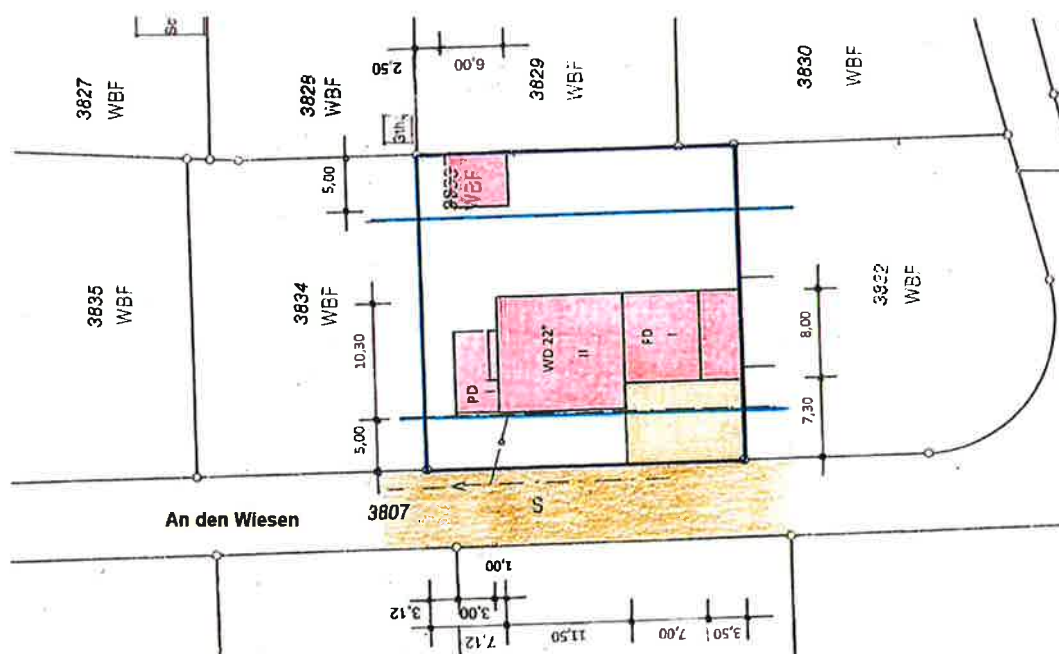 Sc
3827
WBF
3828
WBF
2,50
6,00
3829
WBF
3830
WBF
Gth.
5,00
WBF
3835
WBF
3834
WBF
10,30
5,00
PD
I
WD 22°
II
FD
I
3832
WBF
8,00
7,30
An den Wiesen
3807
S
1,00
3,12
3,00
7,12
11,50
7,00
3,50